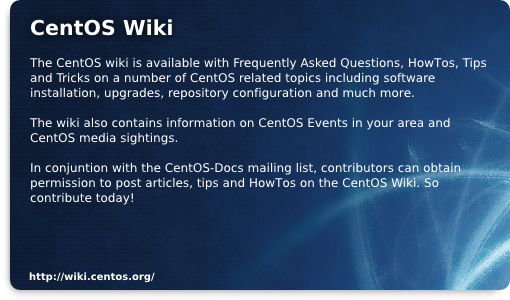 CentOS Wiki
The CentOS wiki is available with Frequently Asked Questions, HowTos, Tips
and Tricks on a number of CentOS related topics including software
installation, upgrades, repository configuration and much more.
The wiki also contains information on CentOS Events in your area and
CentOS media sightings.
In conjuntion with the CentOS-Docs mailing list, contributors can obtain
permission to post articles, tips and HowTos on the CentOS Wiki. So
contribute today!
http://wiki.centos.org/